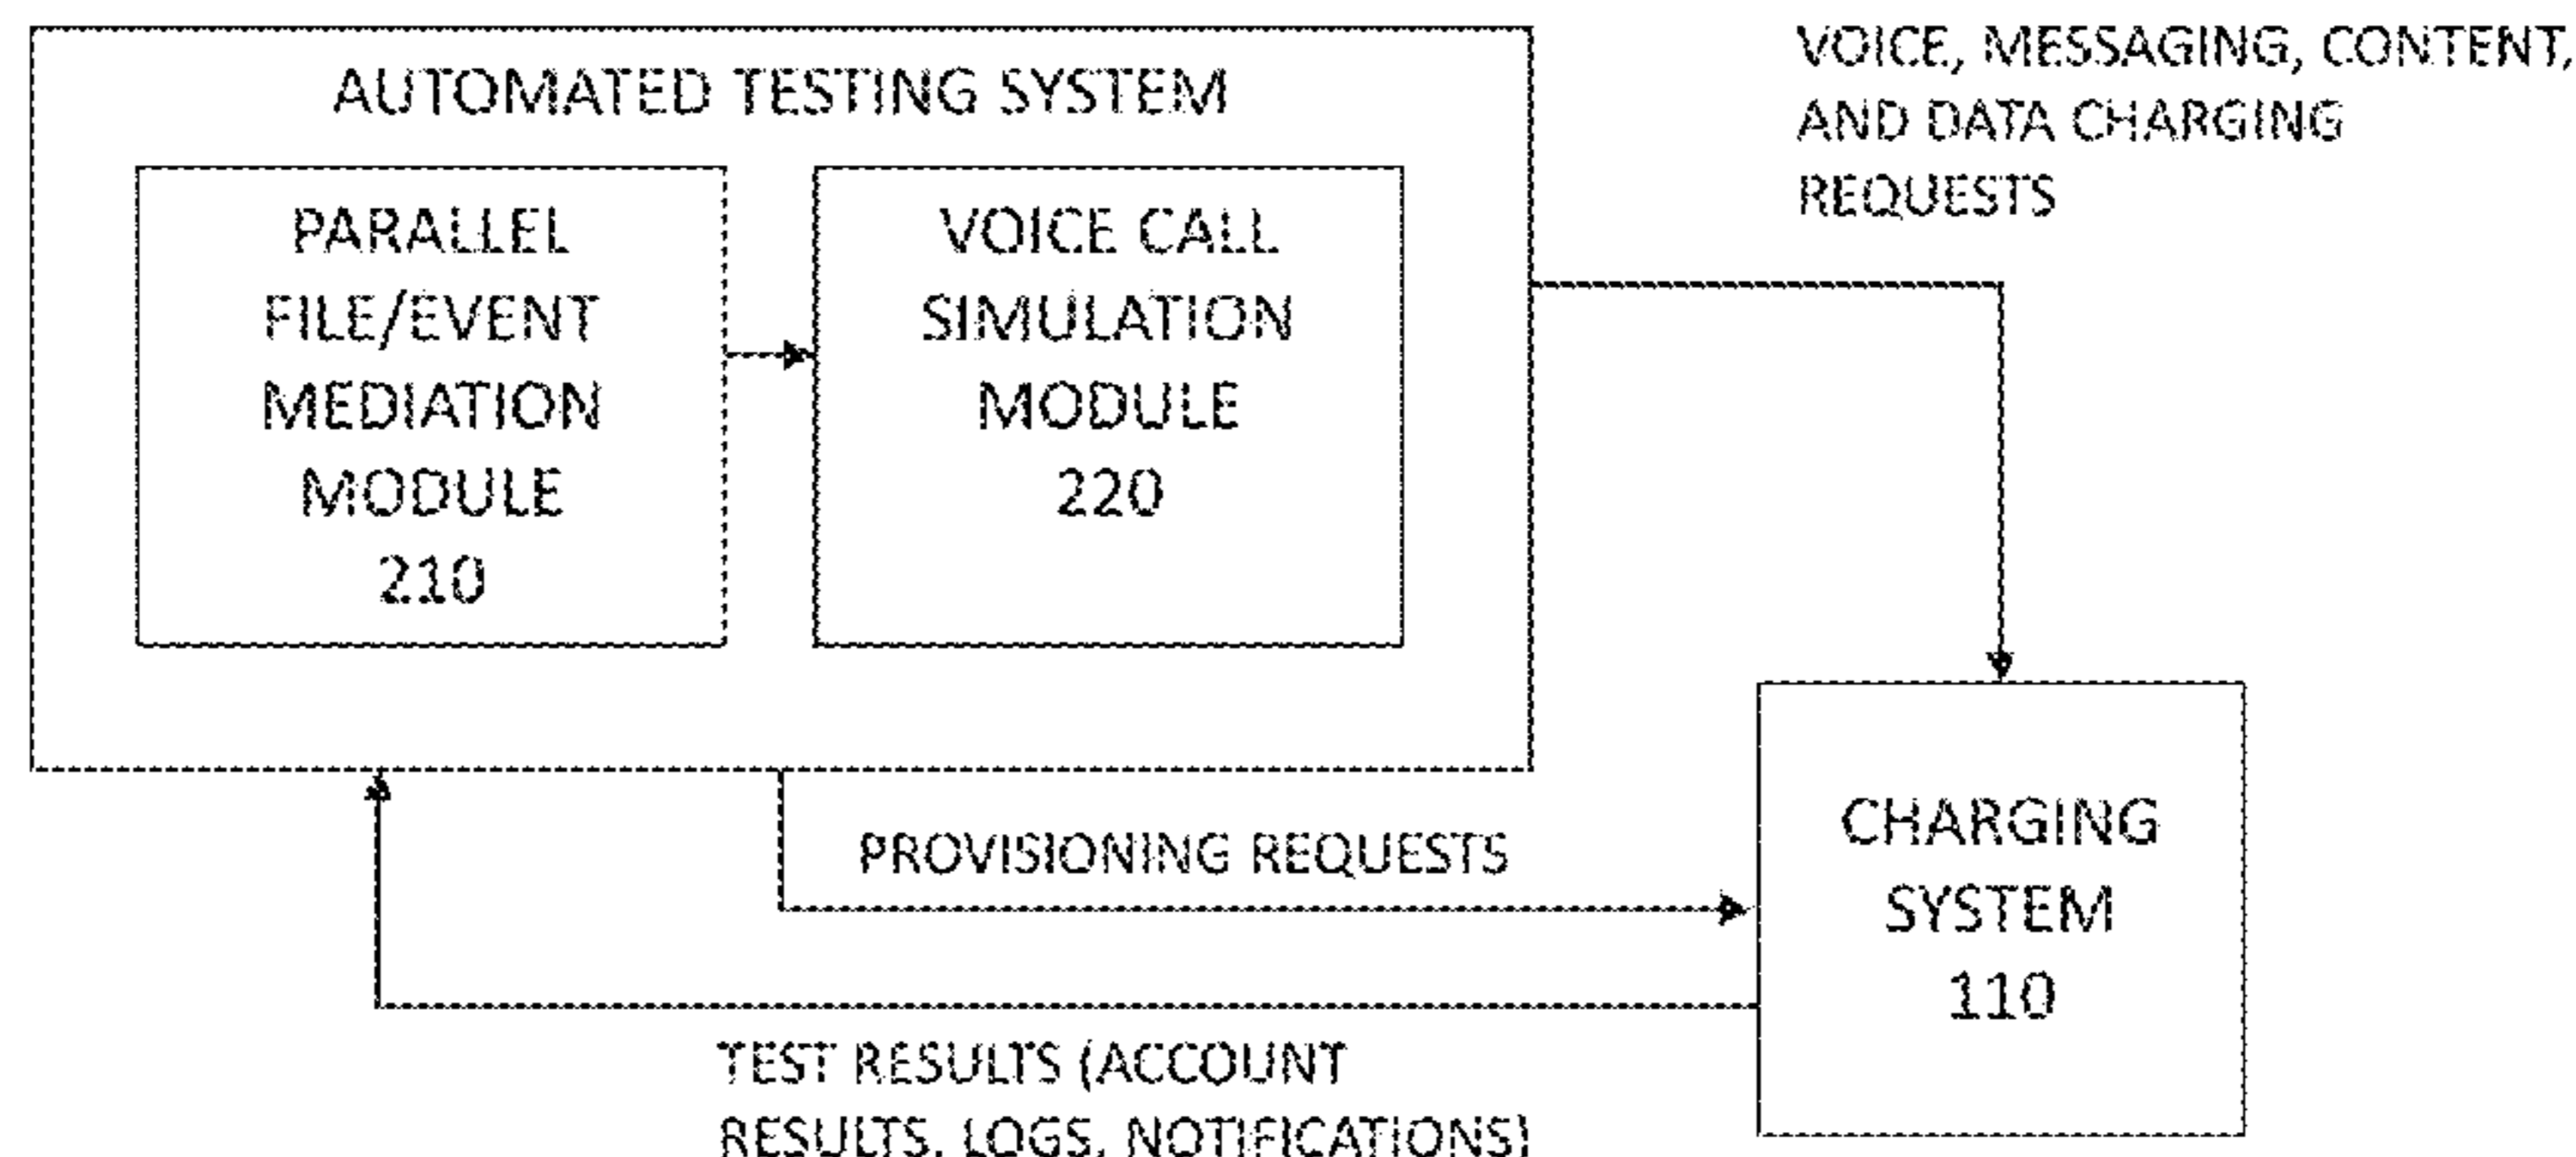 AUTOMATED TESTING SYSTEM
PARALLEL
FILE/EVENT
MEDIATION
MODULE
210
VOICE CALL
SIMULATION
MODULE
220
VOICE, MESSAGING, CONTENT,
AND DATA CHARGING
REQUESTS
PROVISIONING REQUESTS
CHARGING
SYSTEM
110
TEST RESULTS (ACCOUNT
RESULTS, LOGS, NOTIFICATIONS)